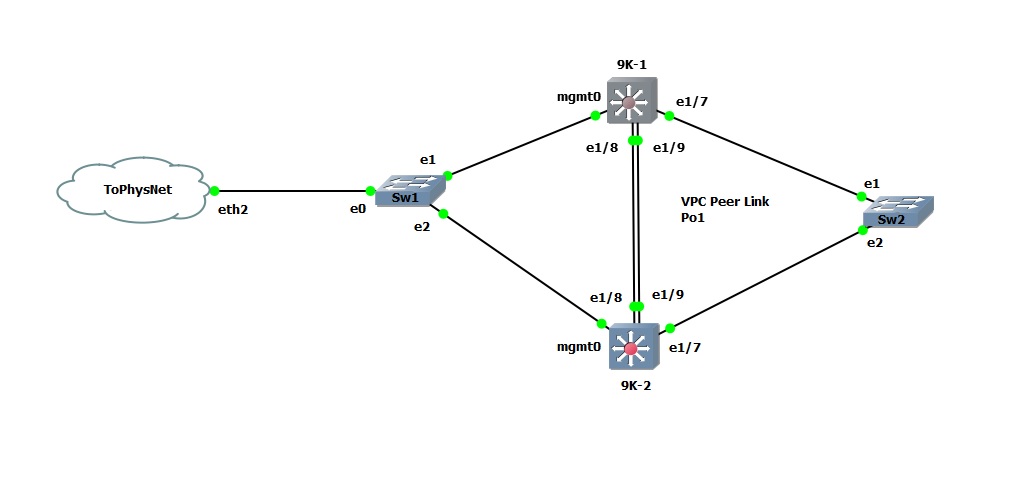 9K-1
mgmt0
e1/7
e1/8
e1/9
e1
ToPhysNet
Sw1
e0
eth2
e2
VPC Peer Link
Po1
e1
Sw2
e2
e1/8
e1/9
mgmt0
e1/7
9K-2